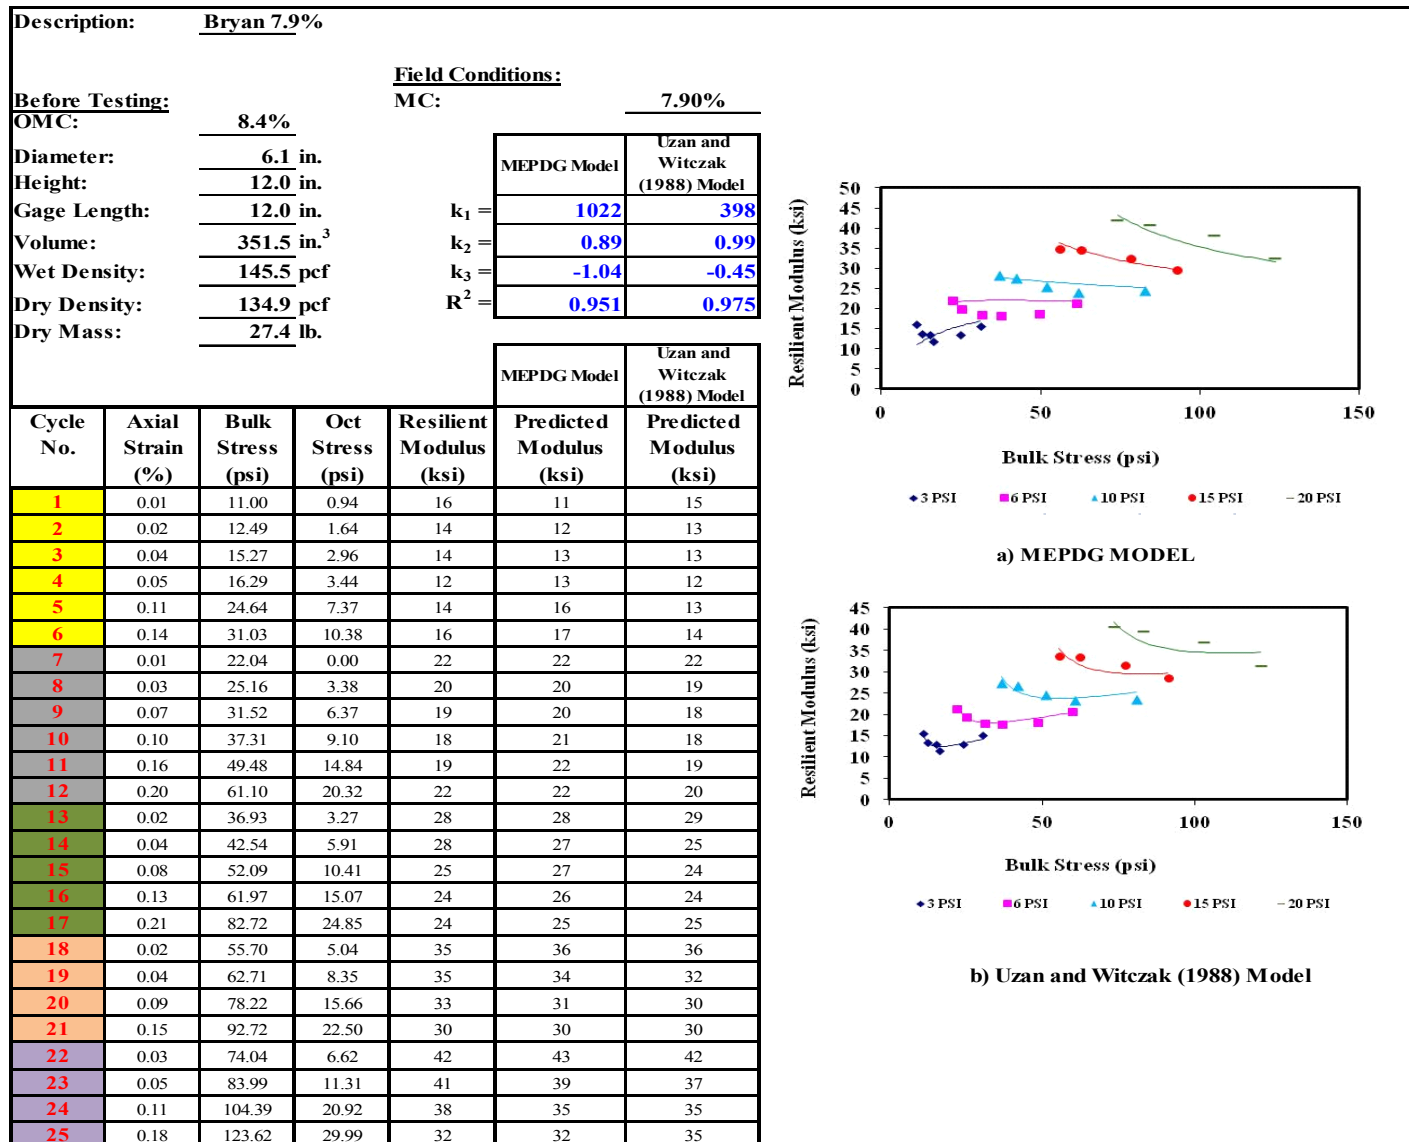 Description: Bryan 7.9%
Field Conditions:
Before Testing: MC: 7.90%
OMC: 8.4%
Diameter: 6.1 in.
Height: 12.0 in.
Gage Length: 12.0 in.
Volume: 351.5 in.³
Wet Density: 145.5 pcf
Dry Density: 134.9 pcf
Dry Mass: 27.4 lb.
MEPDG Model
Uzan and
Witczak
(1988) Model
k₁ = 1022 398
k₂ = 0.89 0.99
k₃ = -1.04 -0.45
R² = 0.951 0.975
MEPDG Model
Uzan and
Witczak
(1988) Model
Cycle Axial Bulk Oct Resilient Predicted Predicted
No. Strain Stress Stress Modulus Modulus Modulus
(%) (psi) (psi) (ksi) (ksi) (ksi)
1 0.01 11.00 0.94 16 11 15
2 0.02 12.49 1.64 14 12 13
3 0.04 15.27 2.96 14 13 13
4 0.05 16.29 3.44 12 13 12
5 0.11 24.64 7.37 14 16 13
6 0.14 31.03 10.38 16 17 14
7 0.01 22.04 0.00 22 22 22
8 0.03 25.16 3.38 20 20 19
9 0.07 31.52 6.37 19 20 18
10 0.10 37.31 9.10 18 21 18
11 0.16 49.48 14.84 19 22 19
12 0.20 61.10 20.32 22 22 20
13 0.02 36.93 3.27 28 28 29
14 0.04 42.54 5.91 28 27 25
15 0.08 52.09 10.41 25 27 24
16 0.13 61.97 15.07 24 26 24
17 0.21 82.72 24.85 24 25 25
18 0.02 55.70 5.04 35 36 36
19 0.04 62.71 8.35 35 34 32
20 0.09 78.22 15.66 33 31 30
21 0.15 92.72 22.50 30 30 30
22 0.03 74.04 6.62 42 43 42
23 0.05 83.99 11.31 41 39 37
24 0.11 104.39 20.92 38 35 35
25 0.18 123.62 29.99 32 32 35
Resilient Modulus (ksi)
50
45
40
35
30
25
20
15
10
5
0
0 50 100 150
Bulk Stress (psi)
3 PSI 6 PSI 10 PSI 15 PSI 20 PSI
a) MEPDG MODEL
Resilient Modulus (ksi)
45
40
35
30
25
20
15
10
5
0
0 50 100 150
Bulk Stress (psi)
3 PSI 6 PSI 10 PSI 15 PSI 20 PSI
b) Uzan and Witczak (1988) Model